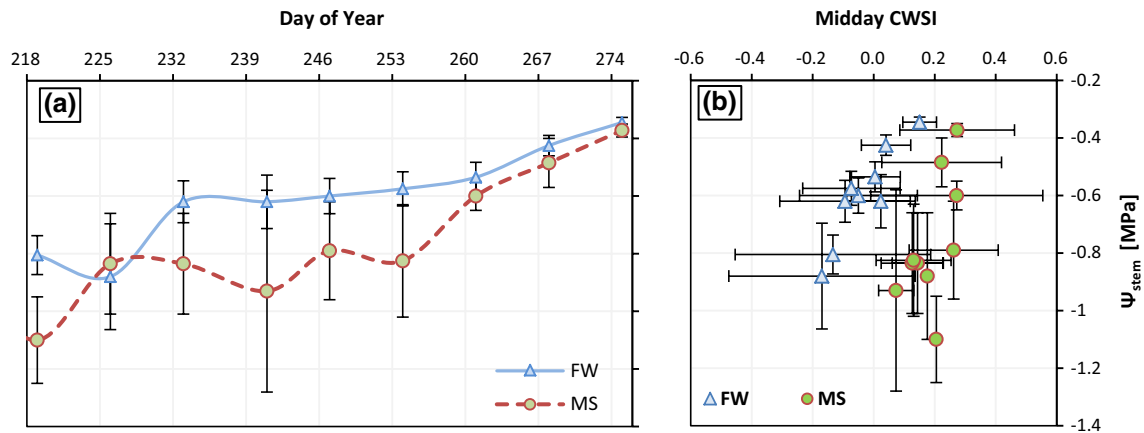 Day of Year
218 225 232 239 246 253 260 267 274
(a)
FW
MS
Midday CWSI
-0.6 -0.4 -0.2 0.0 0.2 0.4 0.6
(b)
-0.2
-0.4
-0.6
-0.8
-1
-1.2
-1.4
Ψstem [MPa]
FW MS